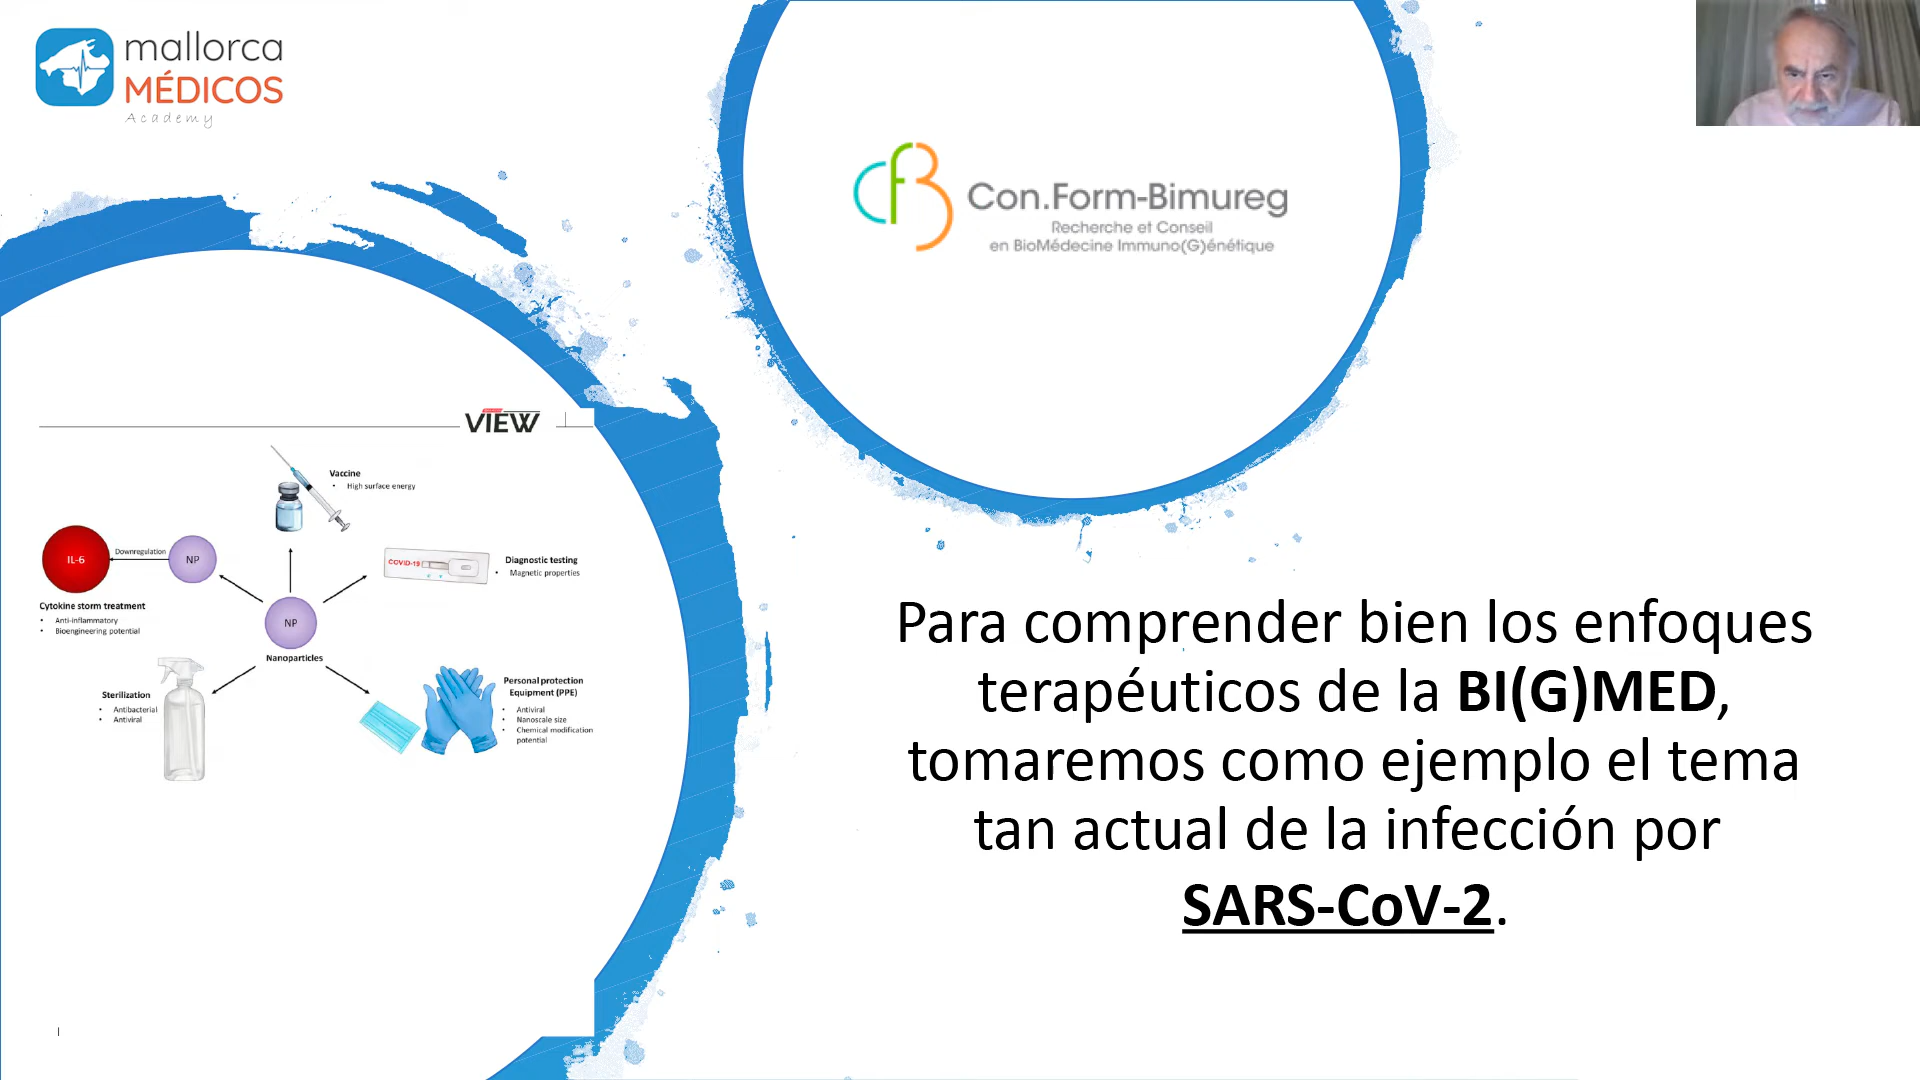 mallorca
MÉDICOS
Academy
Con.Form-Bimureg
Recherche et Conseil
en BioMédecine Immuno(G)énétique
VIEW
Vaccine
• High surface energy
IL-6
Downregulation
NP
COVID-19
Diagnostic testing
• Magnetic properties
Cytokine storm treatment
• Anti-inflammatory
• Bioengineering potential
NP
Nanoparticles
Sterilization
• Antibacterial
• Antiviral
Personal protection
Equipment (PPE)
• Antiviral
• Nanoscale size
• Chemical modification
potential
Para comprender bien los enfoques
terapéuticos de la BI(G)MED,
tomaremos como ejemplo el tema
tan actual de la infección por
SARS-CoV-2.